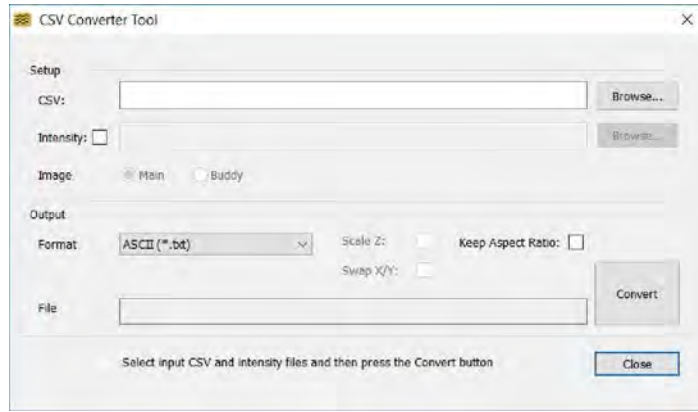 CSV Converter Tool
Setup
CSV:
Browse...
Intensity:
Browse...
Image
Main
Buddy
Output
Format
ASCII (*.txt)
Scale Z:
Keep Aspect Ratio:
Swap X/Y:
File
Convert
Select input CSV and intensity files and then press the Convert button
Close